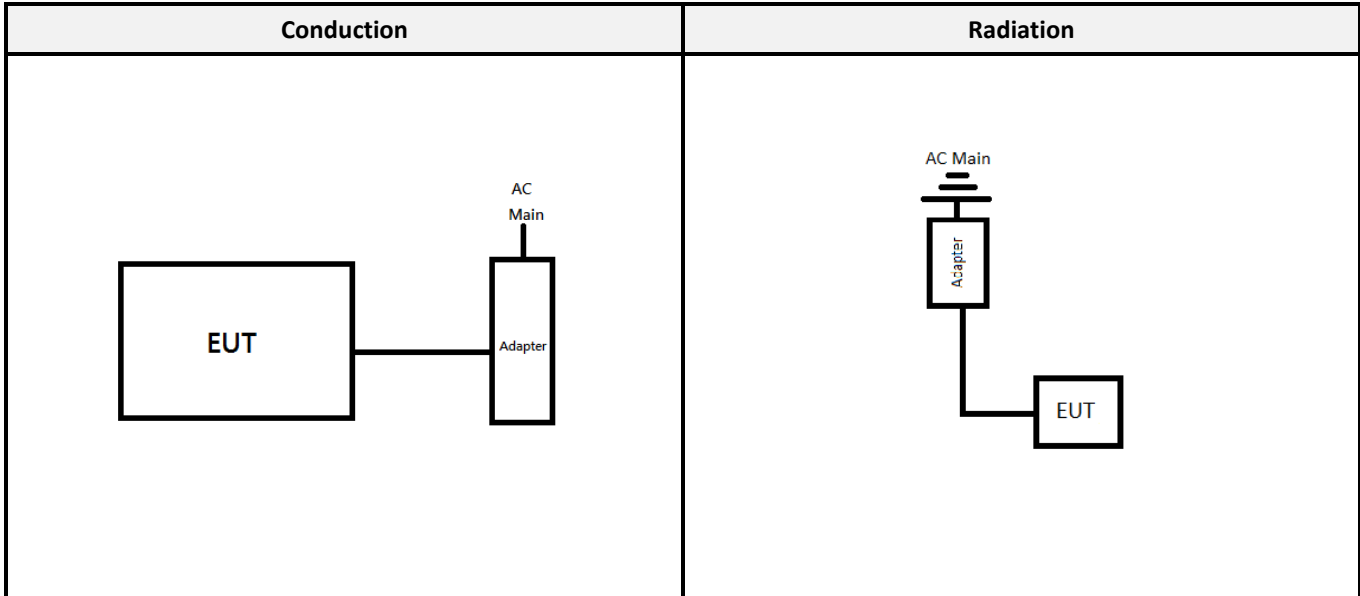 Conduction
Radiation
AC
Main
EUT
Adapter
AC Main
Adapter
EUT